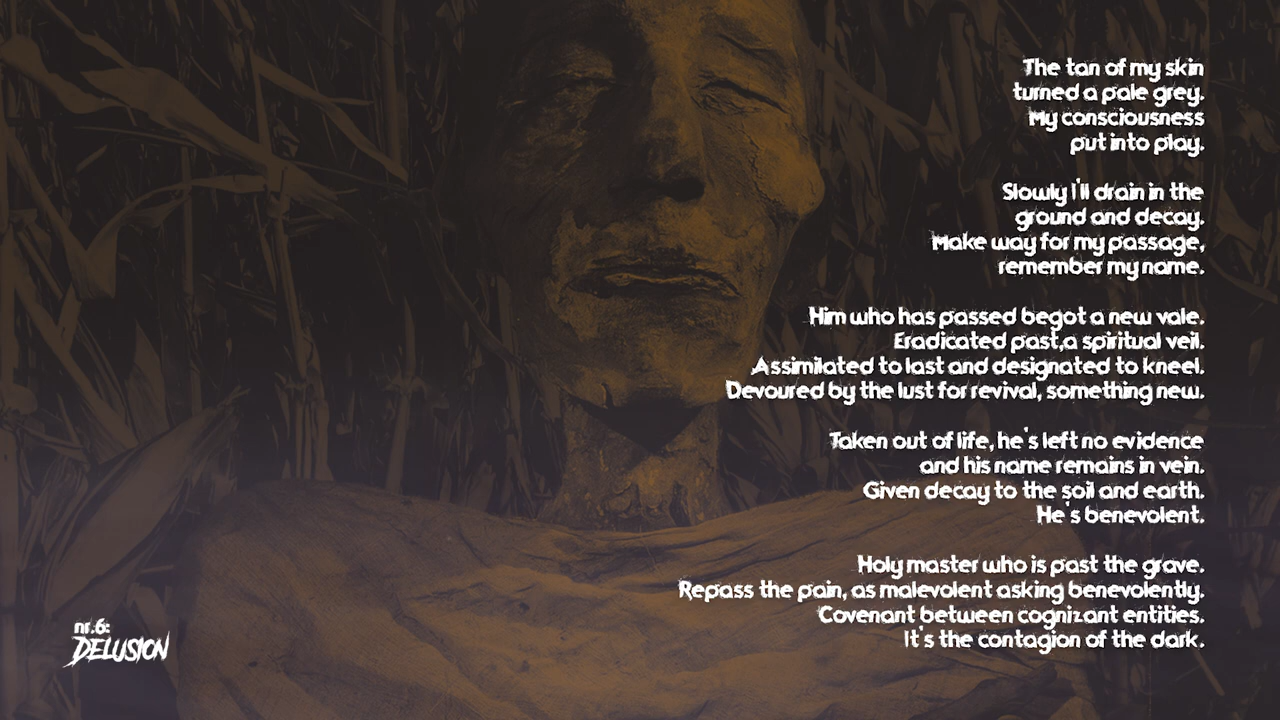 The tan of my skin
turned a pale grey.
My consciousness
put into play.
Slowly I'll drain in the
ground and decay.
Make way for my passage,
remember my name.
Him who has passed begot a new vale.
Eradicated past,a spiritual veil.
Assimilated to last and designated to kneel.
Devoured by the lust for revival, something new.
Taken out of life, he's left no evidence
and his name remains in vein.
Given decay to the soil and earth.
He's benevolent.
Holy master who is past the grave.
Repass the pain, as malevolent asking benevolently.
Covenant between cognizant entities.
It's the contagion of the dark.
nr.6:
DELUSION